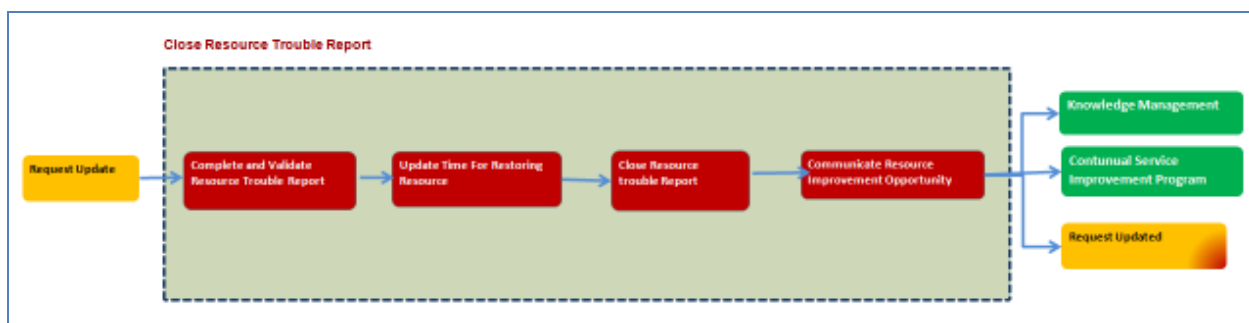 Close Resource Trouble Report
Request Update
Complete and Validate
Resource Trouble Report
Update Time For Restoring
Resource
Close Resource
trouble Report
Communicate Resource
Improvement Opportunity
Knowledge Management
Contunual Service
Improvement Program
Request Updated